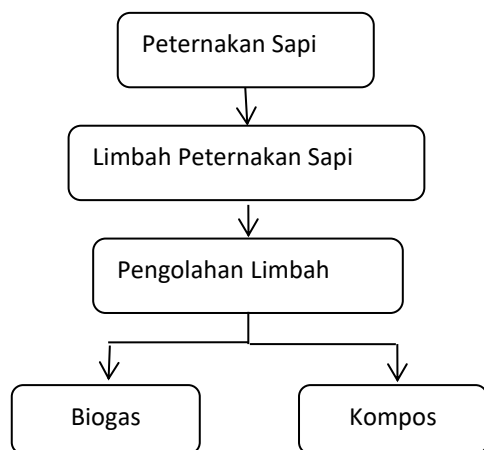 Peternakan Sapi
Limbah Peternakan Sapi
Pengolahan Limbah
Biogas
Kompos